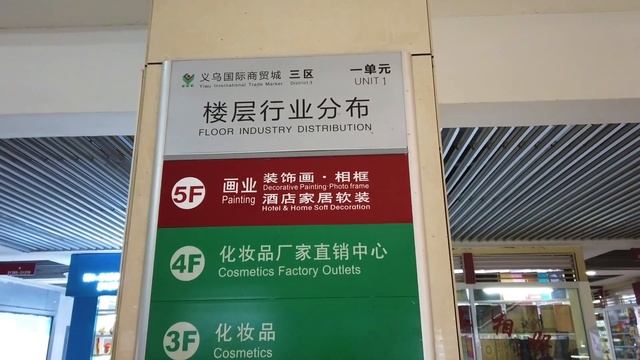 义乌国际商贸城 三区 一单元
Yiwu International Trade Market District 3 UNIT 1
楼层行业分布
FLOOR INDUSTRY DISTRIBUTION
5F 画业 装饰画·相框
Painting Decorative Painting·Photo frame
酒店家居软装
Hotel & Home Soft Decoration
4F 化妆品厂家直销中心
Cosmetics Factory Outlets
3F 化妆品
Cosmetics
相